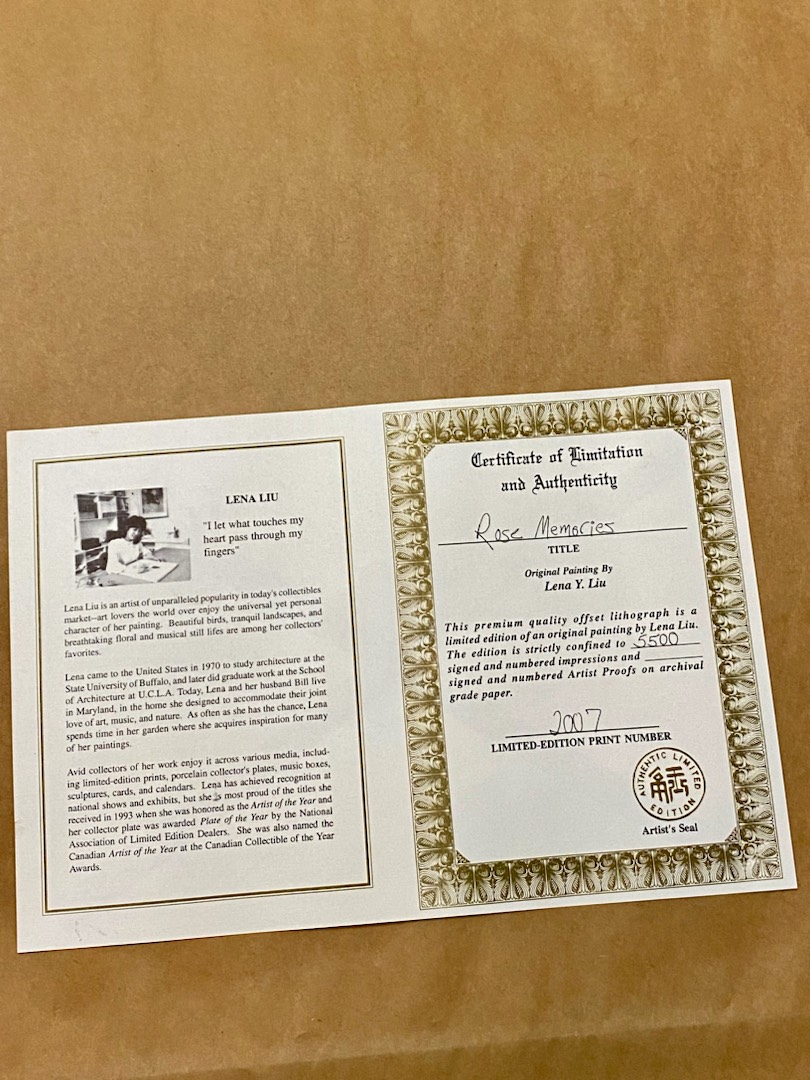 LENA LIU
"I let what touches my
heart pass through my
fingers"
Lena Liu is an artist of unparalleled popularity in today's collectibles
market--art lovers the world over enjoy the universal yet personal
character of her painting. Beautiful birds, tranquil landscapes, and
breathtaking floral and musical still lifes are among her collectors'
favorites.
Lena came to the United States in 1970 to study architecture at the
State University of Buffalo, and later did graduate work at the School
of Architecture at U.C.L.A. Today, Lena and her husband Bill live
in Maryland, in the home she designed to accommodate their joint
love of art, music, and nature. As often as she has the chance, Lena
spends time in her garden where she acquires inspiration for many
of her paintings.
Avid collectors of her work enjoy it across various media, includ-
ing limited-edition prints, porcelain collector's plates, music boxes,
sculptures, cards, and calendars. Lena has achieved recognition at
national shows and exhibits, but she is most proud of the titles she
received in 1993 when she was honored as the Artist of the Year and
her collector plate was awarded Plate of the Year by the National
Association of Limited Edition Dealers. She was also named the
Canadian Artist of the Year at the Canadian Collectible of the Year
Awards.
Certificate of Limitation
and Authenticity
Rose Memories
TITLE
Original Painting By
Lena Y. Liu
This premium quality offset lithograph is a
limited edition of an original painting by Lena Liu.
The edition is strictly confined to 5500
signed and numbered impressions and
signed and numbered Artist Proofs on archival
grade paper.
2007
LIMITED-EDITION PRINT NUMBER
AUTHENTIC LIMITED
EDITION
Artist's Seal